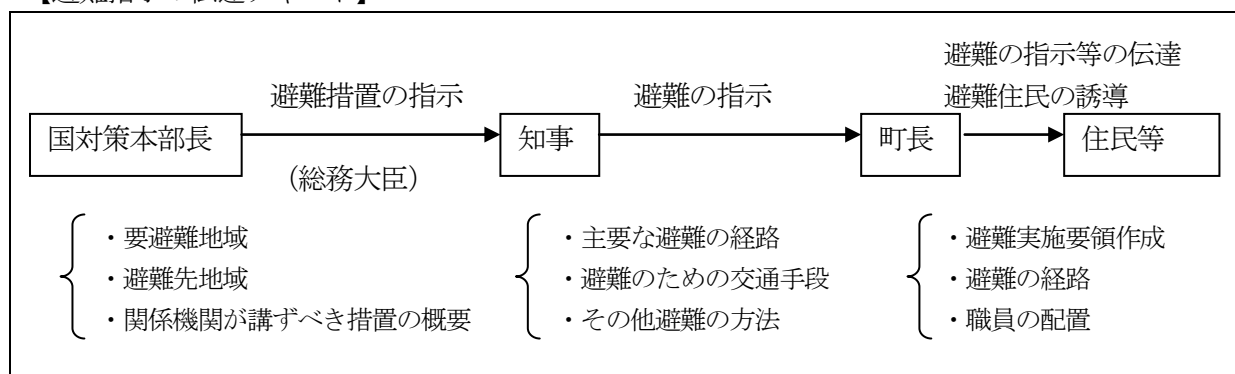 避難の指示等の伝達
避難措置の指示 避難の指示 避難住民の誘導
国対策本部長 知事 町長 住民等
(総務大臣)
・要避難地域 ・主要な避難の経路 ・避難実施要領作成
・避難先地域 ・避難のための交通手段 ・避難の経路
・関係機関が講ずべき措置の概要 ・その他避難の方法 ・職員の配置